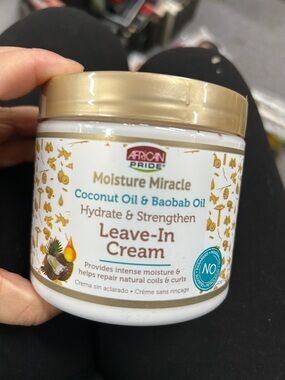 AFRICAN
PRIDE
Moisture Miracle
Coconut Oil & Baobab Oil
Hydrate & Strengthen
Leave-In
Cream
Provides intense moisture &
helps repair natural coils & curls
Crema sin aclarado • Crème sans rinçage
NO